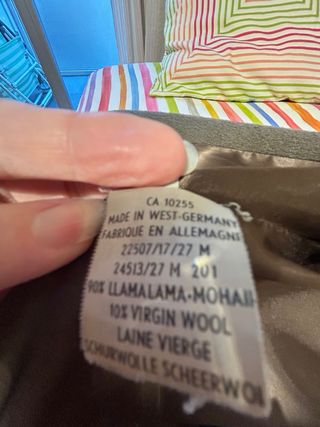 CA 10255
MADE IN WEST-GERMANY
FABRIQUE EN ALLEMAGNE
22507/17/27 M
24513/27 M 201
90% LLAMALAMA-MOHAIR
10% VIRGIN WOOL
LAINE VIERGE
SCHURWOLLE SCHEERWOL